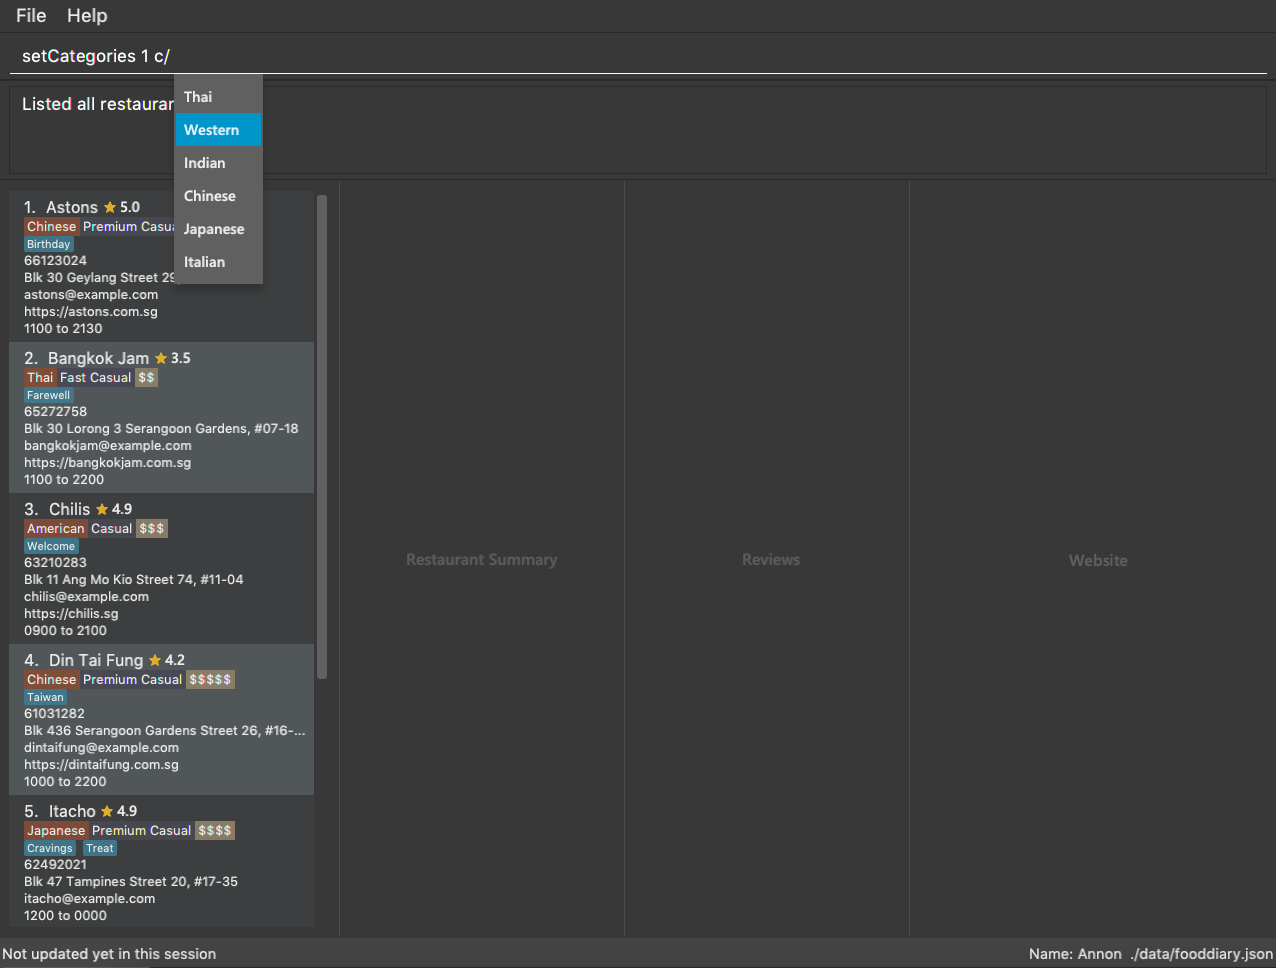 File Help
setCategories 1 c/
Listed all restauran
Thai
Western
Indian
Chinese
Japanese
Italian
1. Astons 5.0
Chinese Premium Casu
Birthday
66123024
Blk 30 Geylang Street 29
astons@example.com
https://astons.com.sg
1100 to 2130
2. Bangkok Jam 3.5
Thai Fast Casual $$
Farewell
65272758
Blk 30 Lorong 3 Serangoon Gardens, #07-18
bangkokjam@example.com
https://bangkokjam.com.sg
1100 to 2200
3. Chilis 4.9
American Casual $$$
Welcome
63210283
Blk 11 Ang Mo Kio Street 74, #11-04
chilis@example.com
https://chilis.sg
0900 to 2100
4. Din Tai Fung 4.2
Chinese Premium Casual $$$$$
Taiwan
61031282
Blk 436 Serangoon Gardens Street 26, #16-...
dintaifung@example.com
https://dintaifung.com.sg
1000 to 2200
5. Itacho 4.9
Japanese Premium Casual $$$$
Cravings Treat
62492021
Blk 47 Tampines Street 20, #17-35
itacho@example.com
1200 to 0000
Restaurant Summary
Reviews
Website
Not updated yet in this session
Name: Annon ./data/fooddiary.json